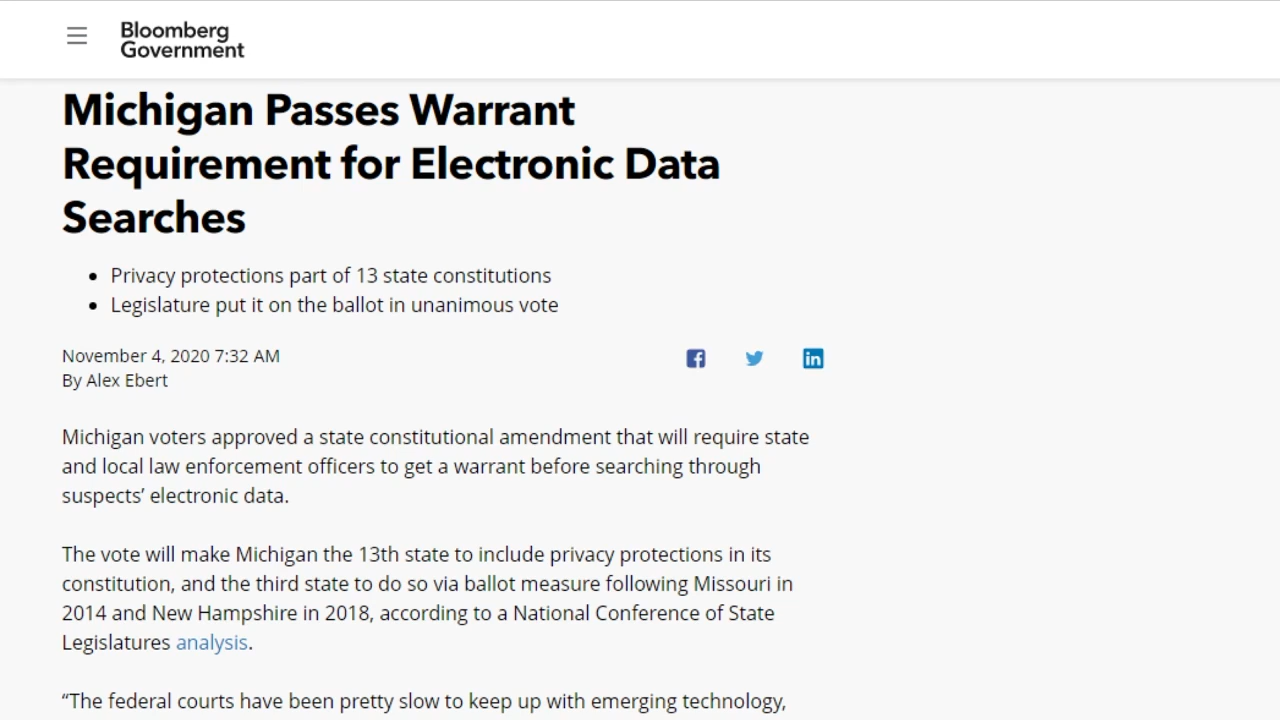 Bloomberg
Government
Michigan Passes Warrant
Requirement for Electronic Data
Searches
• Privacy protections part of 13 state constitutions
• Legislature put it on the ballot in unanimous vote
November 4, 2020 7:32 AM
By Alex Ebert
Michigan voters approved a state constitutional amendment that will require state
and local law enforcement officers to get a warrant before searching through
suspects’ electronic data.
The vote will make Michigan the 13th state to include privacy protections in its
constitution, and the third state to do so via ballot measure following Missouri in
2014 and New Hampshire in 2018, according to a National Conference of State
Legislatures analysis.
“The federal courts have been pretty slow to keep up with emerging technology,